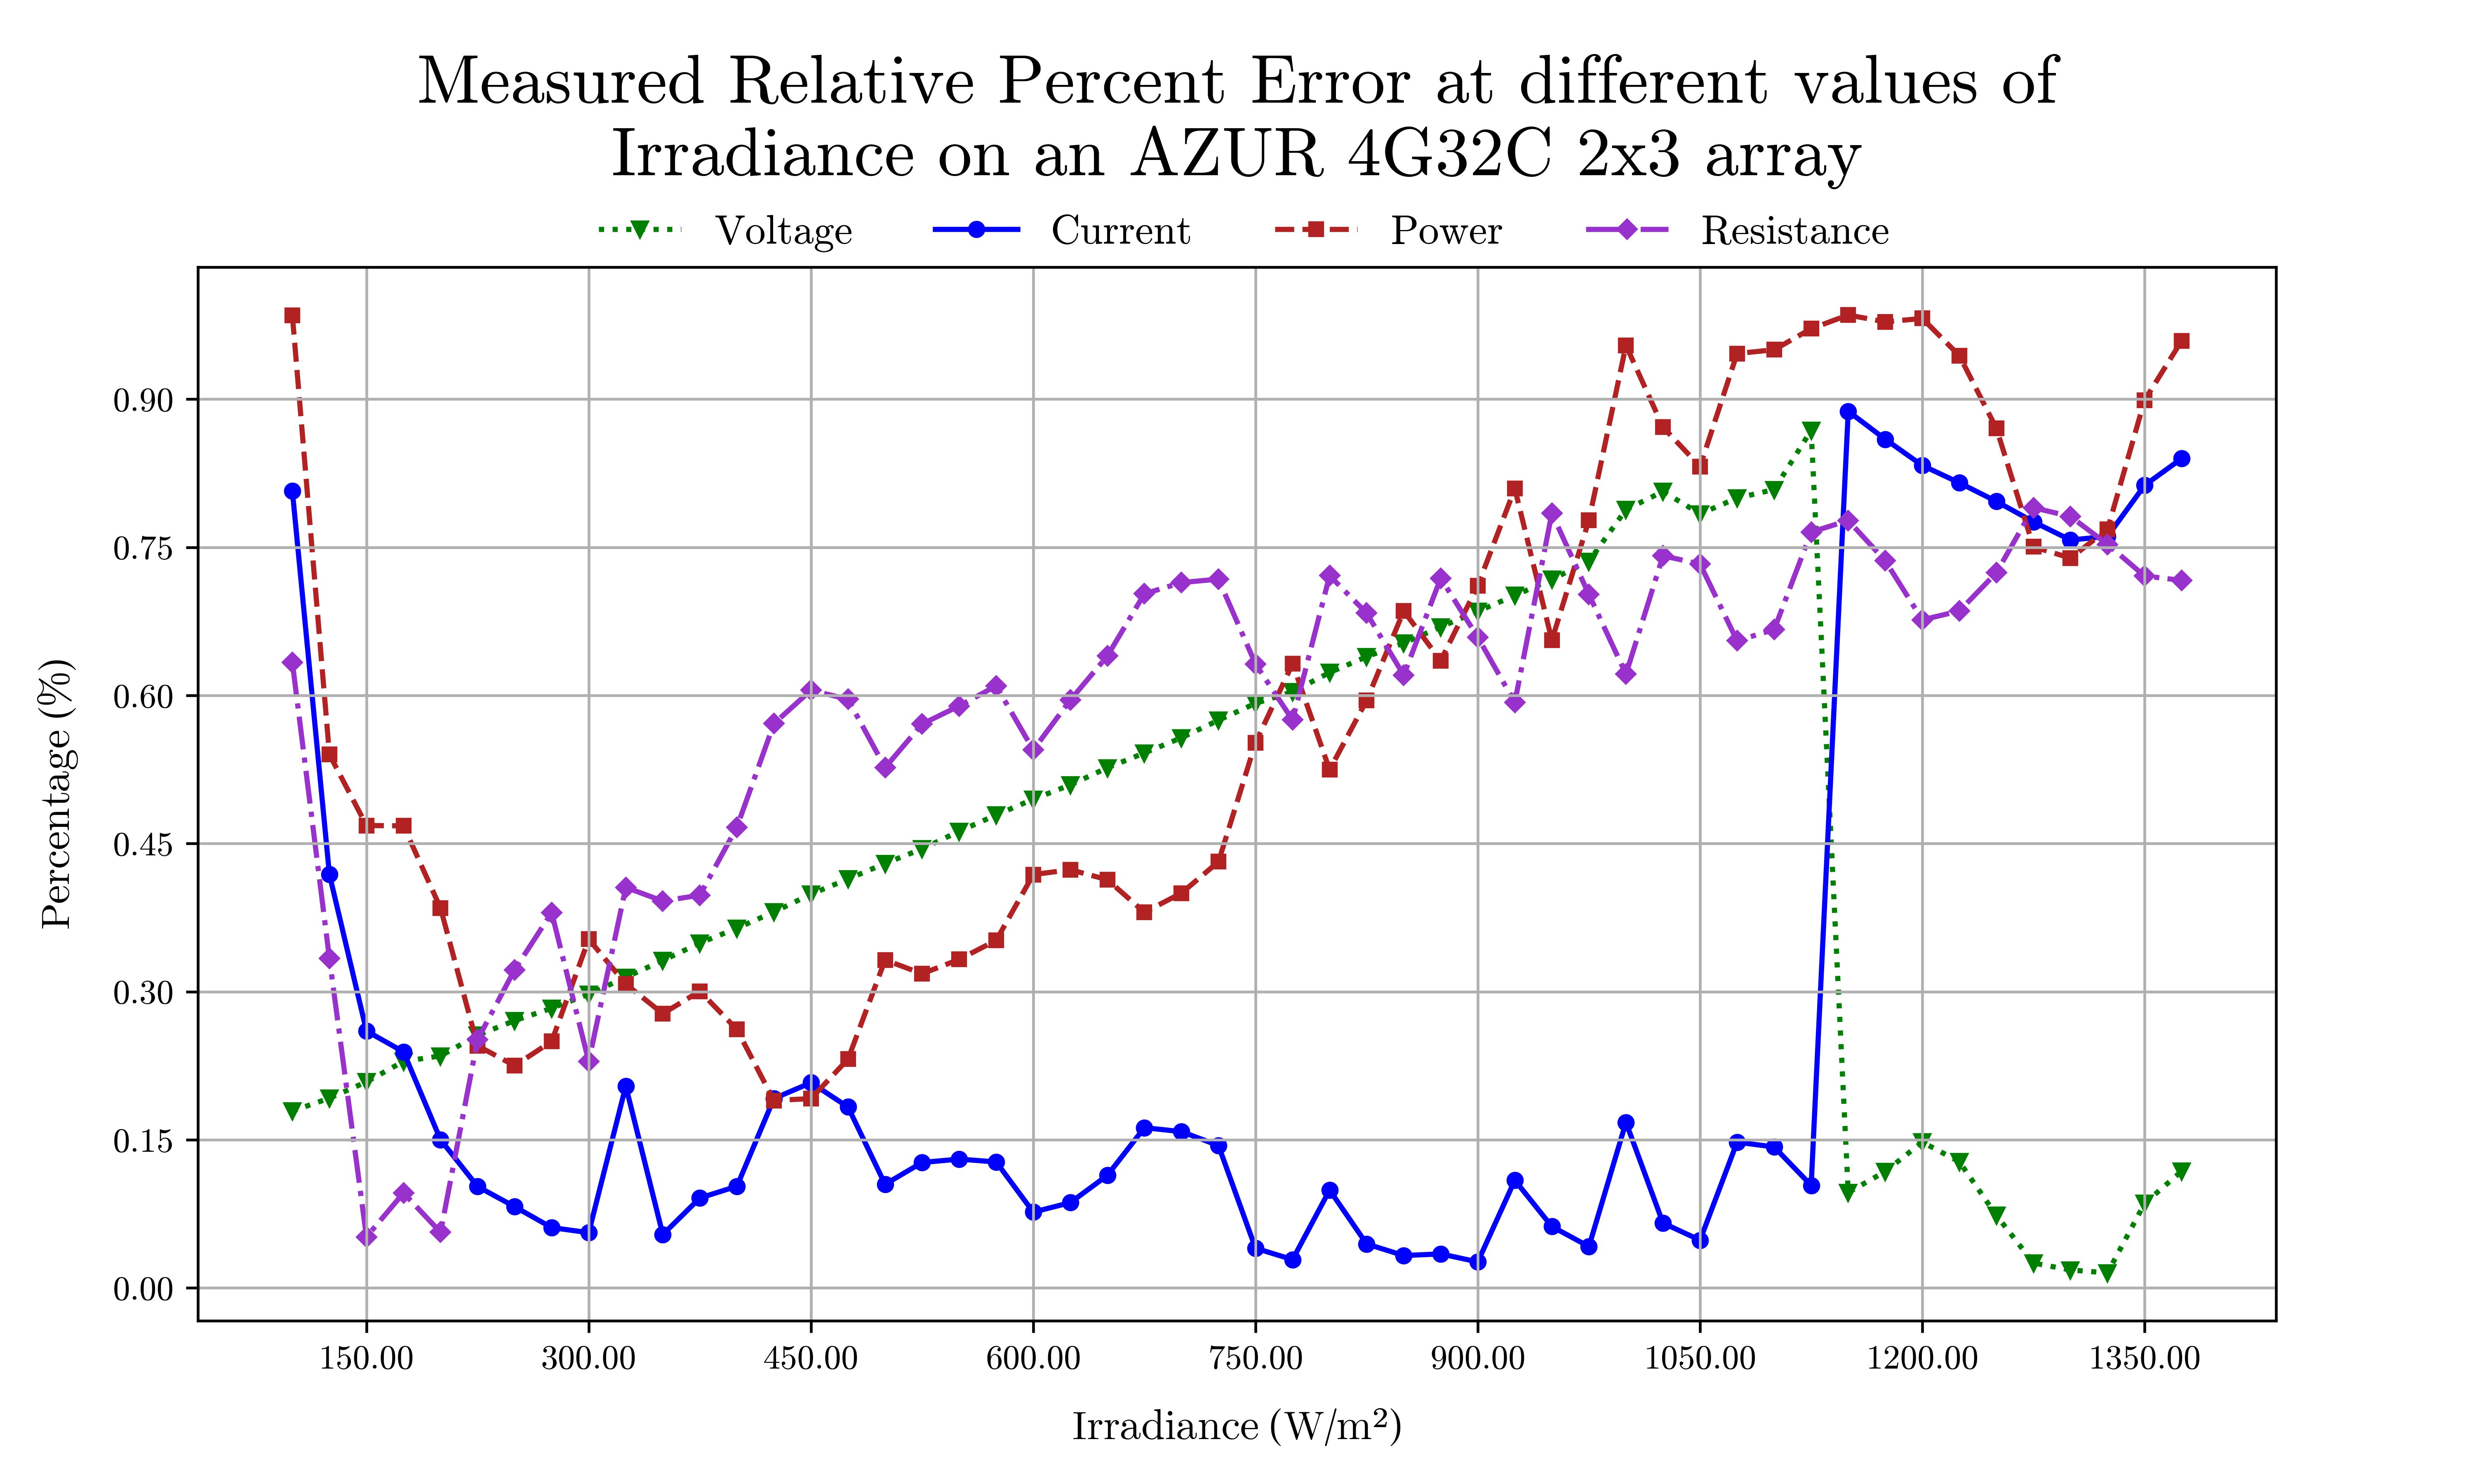 Measured Relative Percent Error at different values of
Irradiance on an AZUR 4G32C 2x3 array
Voltage Current Power Resistance
Percentage (%)
0.90
0.75
0.60
0.45
0.30
0.15
0.00
150.00 300.00 450.00 600.00 750.00 900.00 1050.00 1200.00 1350.00
Irradiance (W/m²)